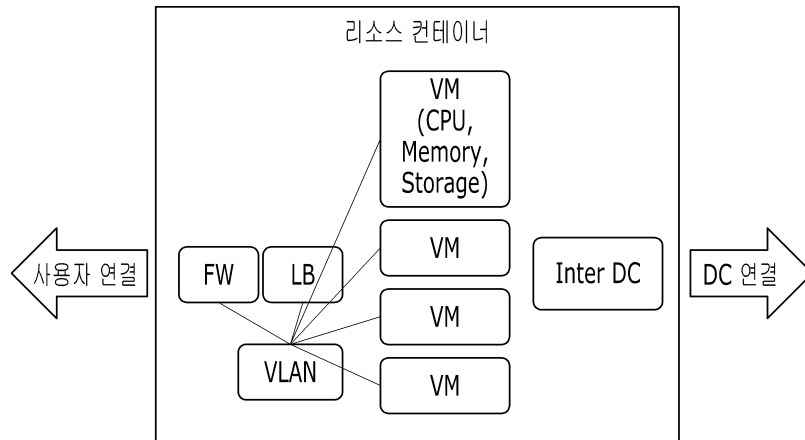 리소스 컨테이너
VM
(CPU,
Memory,
Storage)
사용자 연결
FW
LB
VM
Inter DC
DC 연결
VM
VLAN
VM